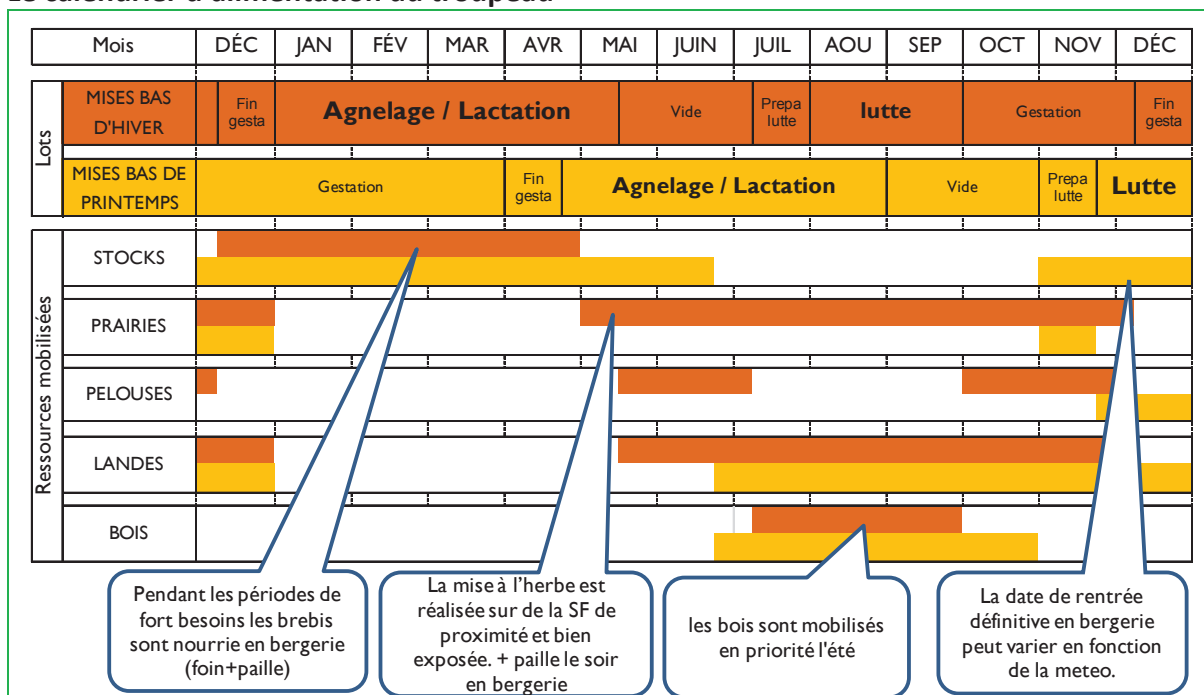 Le calendrier d'alimentation du troupeau
Mois DÉC JAN FÉV MAR AVR MAI JUIN JUIL AOU SEP OCT NOV DÉC
Lots
MISES BAS
D'HIVER
Fin
gesta
Agnelage / Lactation
Vide
Prepa
lutte
lutte
Gestation
Fin
gesta
MISES BAS DE
PRINTEMPS
Gestation
Fin
gesta
Agnelage / Lactation
Vide
Prepa
lutte
Lutte
Ressources mobilisées
STOCKS
PRAIRIES
PELOUSES
LANDES
BOIS
Pendant les périodes de
fort besoins les brebis
sont nourrie en bergerie
(foin+paille)
La mise à l'herbe est
réalisée sur de la SF de
proximité et bien
exposée. + paille le soir
en bergerie
les bois sont mobilisés
en priorité l'été
La date de rentrée
définitive en bergerie
peut varier en fonction
de la meteo.